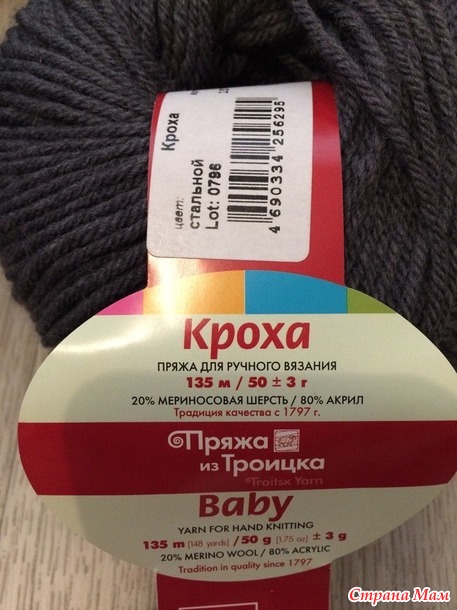 Кроха
цвет:
стальной
Lot: 0796
4 690334 256295
Кроха
ПРЯЖА ДЛЯ РУЧНОГО ВЯЗАНИЯ
135 м / 50 ± 3 г
20% МЕРИНОСОВАЯ ШЕРСТЬ / 80% АКРИЛ
Традиция качества с 1797 г.
Пряжа
из Троицка
Troitsk Yarn
Baby
YARN FOR HAND KNITTING
135 m [148 yards] / 50 g [1.75 oz] ± 3 g
20% MERINO WOOL / 80% ACRYLIC
Tradition in quality since 1797
Страна Мам